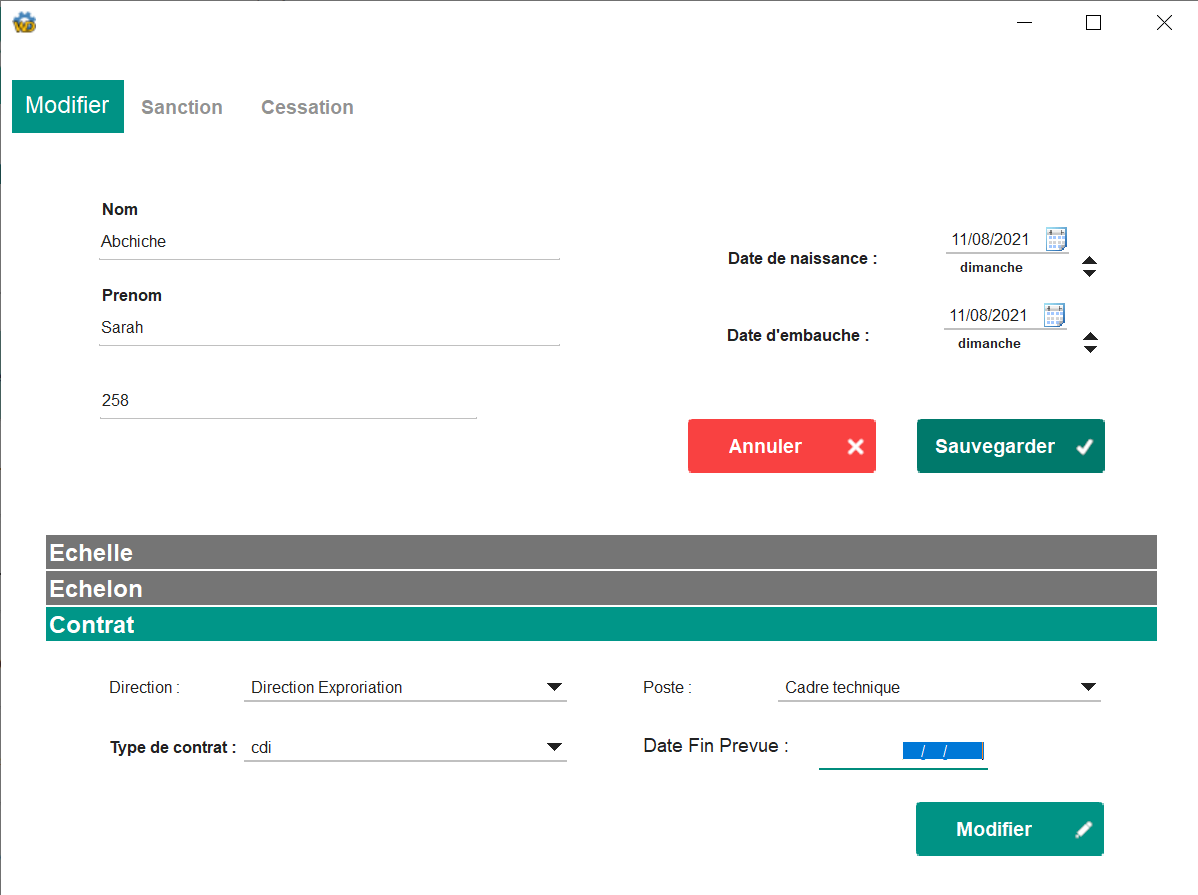 Modifier
Sanction
Cessation
Nom
Abchiche
Prenom
Sarah
258
Date de naissance :
11/08/2021
dimanche
Date d'embauche :
11/08/2021
dimanche
Annuler
Sauvegarder
Echelle
Echelon
Contrat
Direction :
Direction Exproriation
Poste :
Cadre technique
Type de contrat :
cdi
Date Fin Prevue :
/ /
Modifier